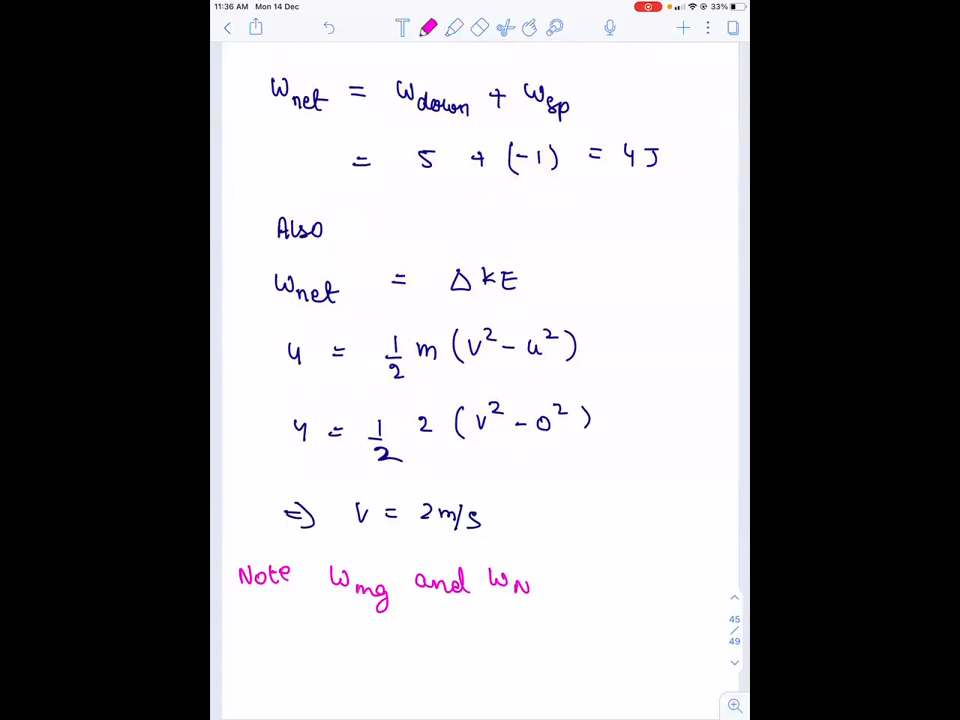 11:36 AM Mon 14 Dec 33%
Wnet = Wdown + Wsp
= 5 + (-1) = 4 J
Also
Wnet = Δ KE
4 = 1/2 m (v² - u²)
4 = 1/2 2 (v² - 0²)
⇒ V = 2 m/s
Note Wmg and WN
45
/
49